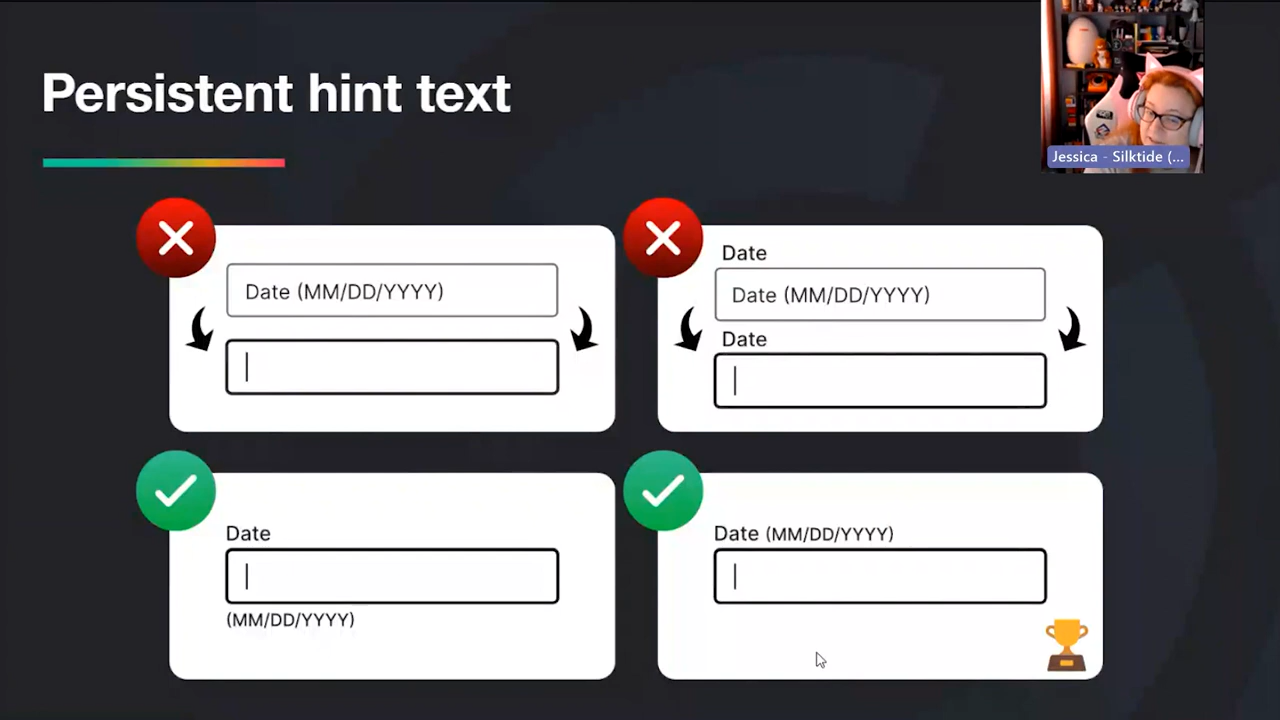 Persistent hint text
Jessica - Silktide (...
Date (MM/DD/YYYY)
Date
Date (MM/DD/YYYY)
Date
Date
(MM/DD/YYYY)
Date (MM/DD/YYYY)